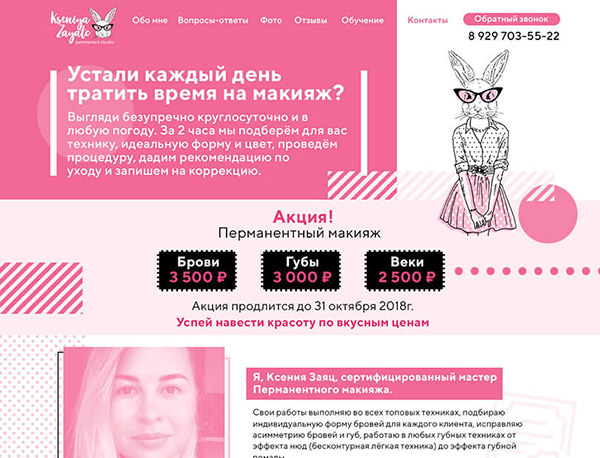 Kseniya
Zayats
permanent studio
Обо мне Вопросы-ответы Фото Отзывы Обучение Контакты
Обратный звонок
8 929 703-55-22
Устали каждый день
тратить время на макияж?
Выгляди безупречно круглосуточно и в
любую погоду. За 2 часа мы подберём для вас
технику, идеальную форму и цвет, проведём
процедуру, дадим рекомендацию по
уходу и запишем на коррекцию.
Акция!
Перманентный макияж
Брови
3 500 ₽
Губы
3 000 ₽
Веки
2 500 ₽
Акция продлится до 31 октября 2018г.
Успей навести красоту по вкусным ценам
Я, Ксения Заяц, сертифицированный мастер
Перманентного макияжа.
Свои работы выполняю во всех топовых техниках, подбираю
индивидуальную форму бровей для каждого клиента, исправляю
асимметрию бровей и губ, работаю в любых губных техниках от
эффекта нюд (бесконтурная лёгкая техника) до эффекта губной
помады.